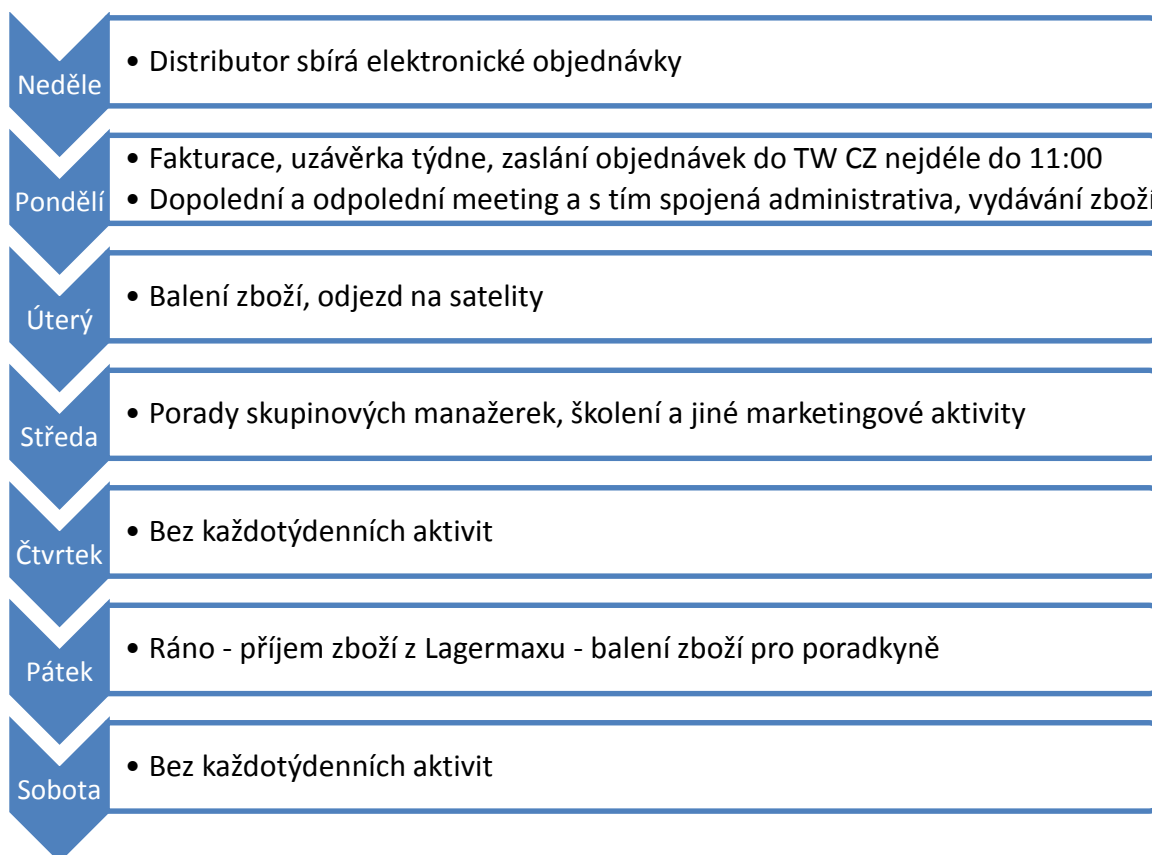 Neděle
• Distributor sbírá elektronické objednávky
Pondělí
• Fakturace, uzávěrka týdne, zaslání objednávek do TW CZ nejdéle do 11:00
• Dopolední a odpolední meeting a s tím spojená administrativa, vydávání zboží
Úterý
• Balení zboží, odjezd na satelity
Středa
• Porady skupinových manažerek, školení a jiné marketingové aktivity
Čtvrtek
• Bez každotýdenních aktivit
Pátek
• Ráno - příjem zboží z Lagermaxu - balení zboží pro poradkyně
Sobota
• Bez každotýdenních aktivit